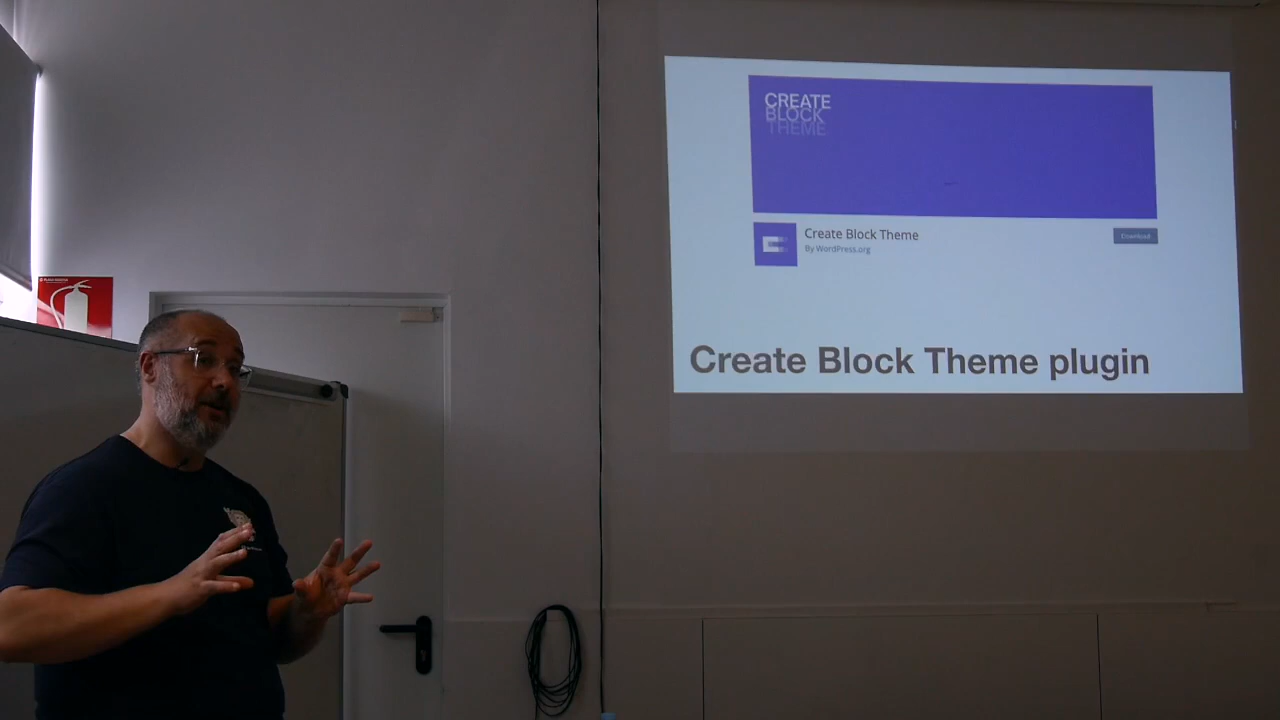 CREATE
BLOCK
THEME
Create Block Theme
By WordPress.org
Download
Create Block Theme plugin